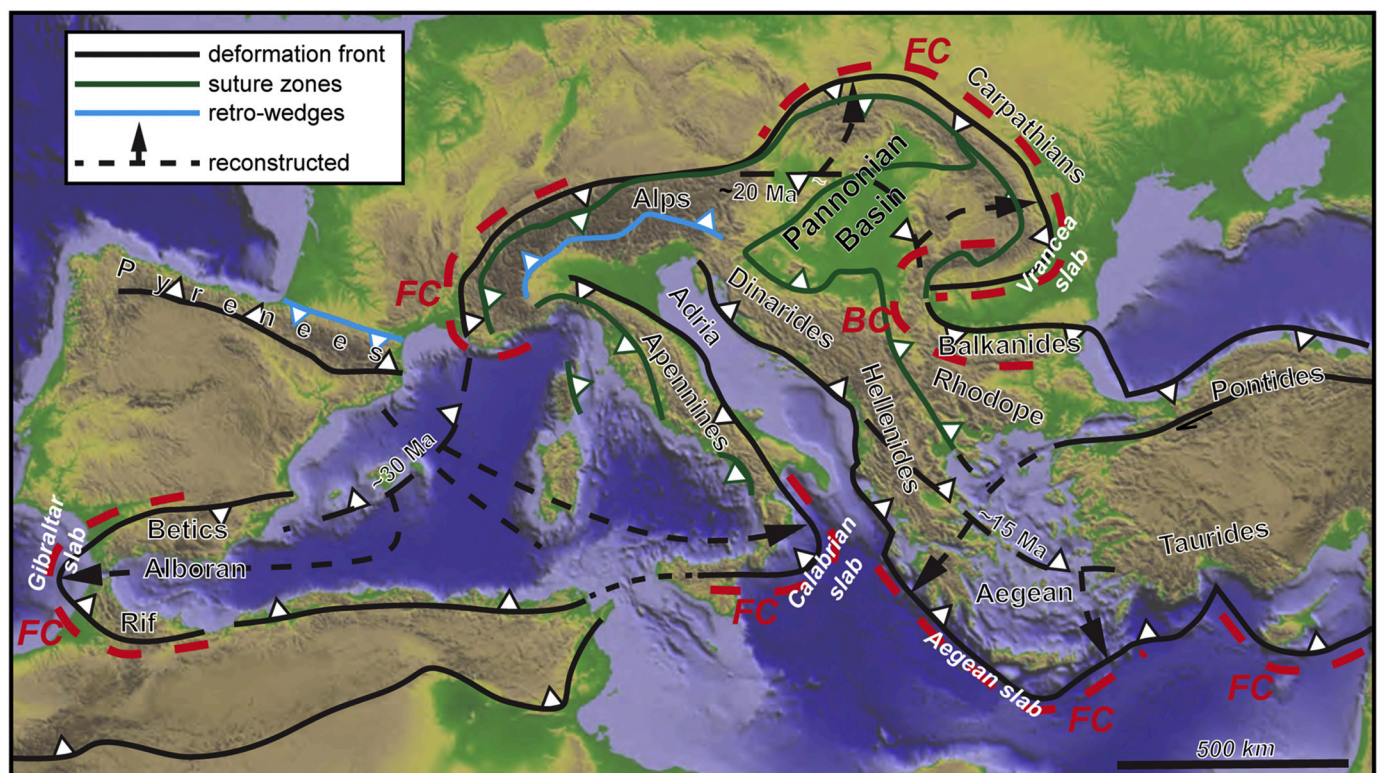 deformation front
suture zones
retro-wedges
reconstructed
FC
Carpathians
~20 Ma
~
Alps
Pannonian
Basin
Vrancea
slab
Pyrenees
FC
Adria
Dinarides
BC
Balkanides
Apennines
Hellenides
Rhodope
Pontides
~30 Ma
Gibraltar
slab
Betics
Alboran
Calabrian
slab
~15 Ma
Taurides
Aegean
FC
Rif
FC
Aegean slab
FC
FC
500 km